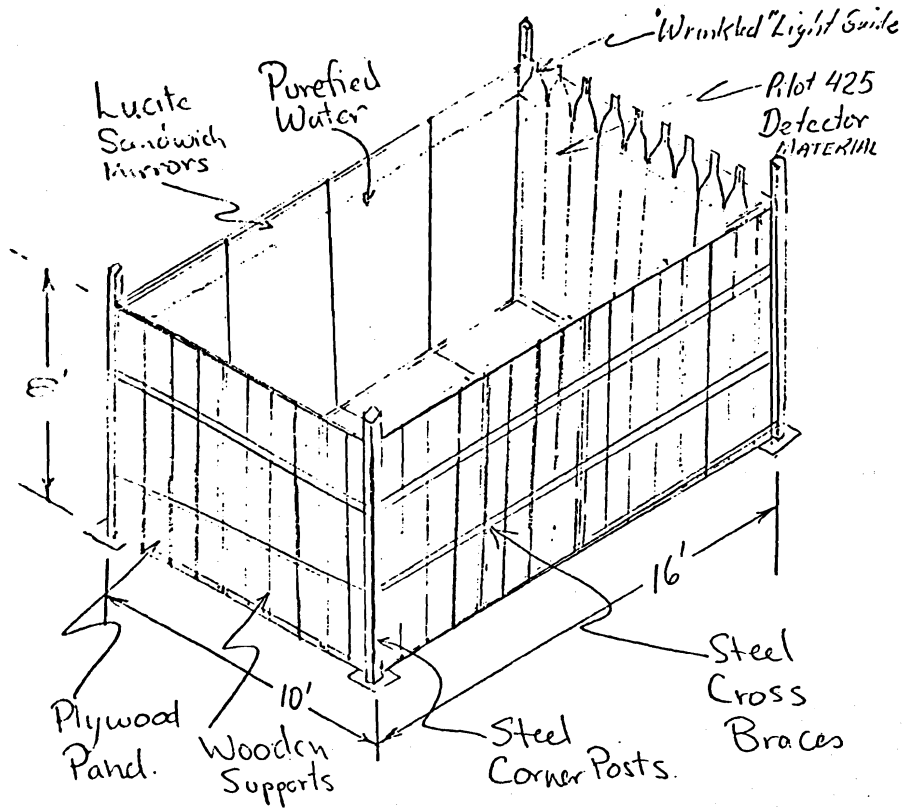 "Wrinkled" Light Guide
Pilot 425
Detector
MATERIAL
Purefied
Water
Lucite
Sandwich
Mirrors
8'
16'
10'
Steel
Cross
Braces
Plywood
Panel.
Wooden
Supports
Steel
Corner Posts.